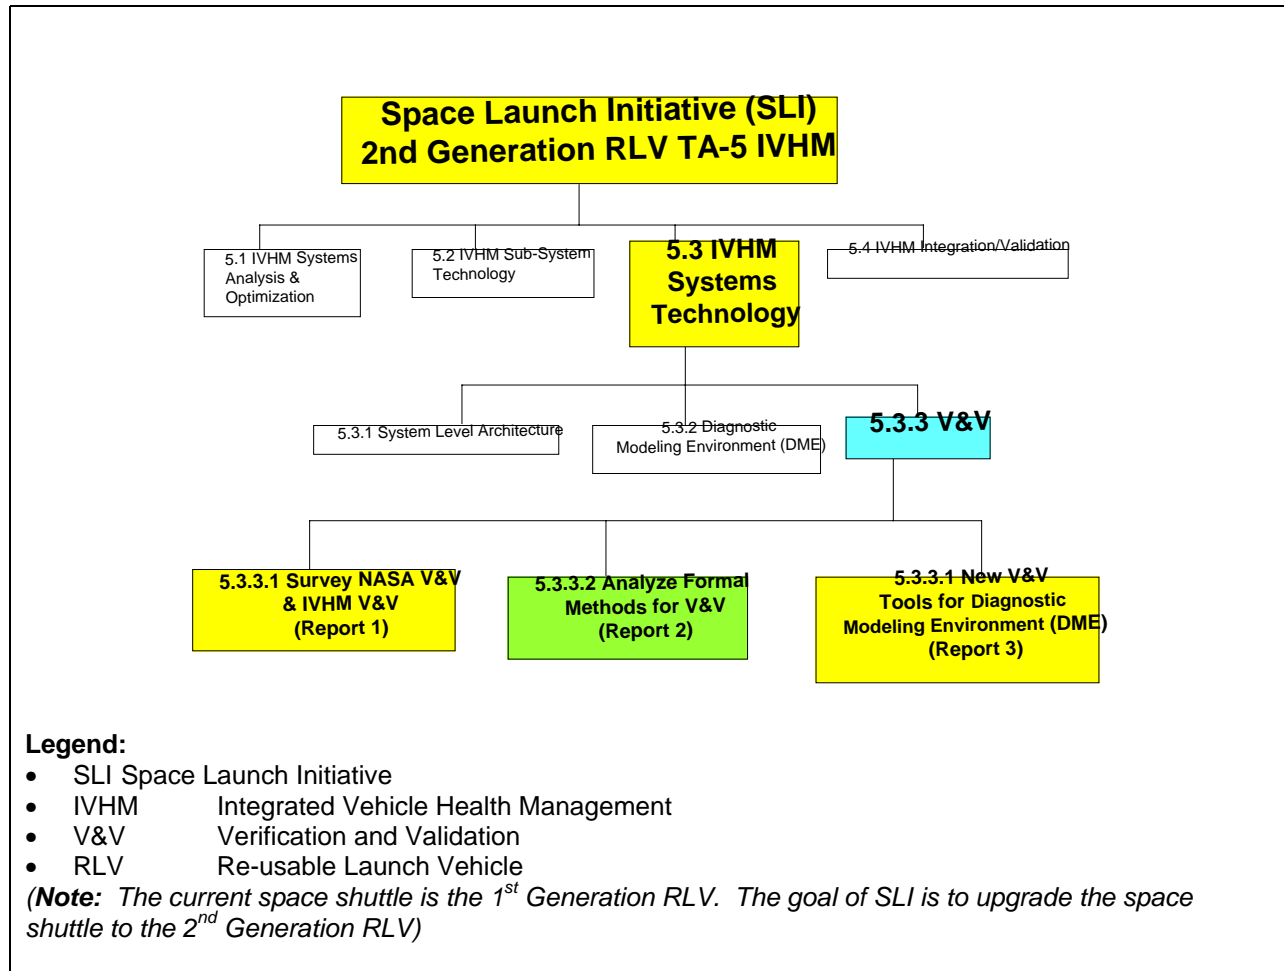 Space Launch Initiative (SLI)
2nd Generation RLV TA-5 IVHM
5.1 IVHM Systems
Analysis &
Optimization
5.2 IVHM Sub-System
Technology
5.3 IVHM
Systems
Technology
5.4 IVHM Integration/Validation
5.3.1 System Level Architecture
5.3.2 Diagnostic
Modeling Environment (DME)
5.3.3 V&V
5.3.3.1 Survey NASA V&V
& IVHM V&V
(Report 1)
5.3.3.2 Analyze Formal
Methods for V&V
(Report 2)
5.3.3.1 New V&V
Tools for Diagnostic
Modeling Environment (DME)
(Report 3)
Legend:
• SLI Space Launch Initiative
• IVHM Integrated Vehicle Health Management
• V&V Verification and Validation
• RLV Re-usable Launch Vehicle
(Note: The current space shuttle is the 1st Generation RLV. The goal of SLI is to upgrade the space
shuttle to the 2nd Generation RLV)